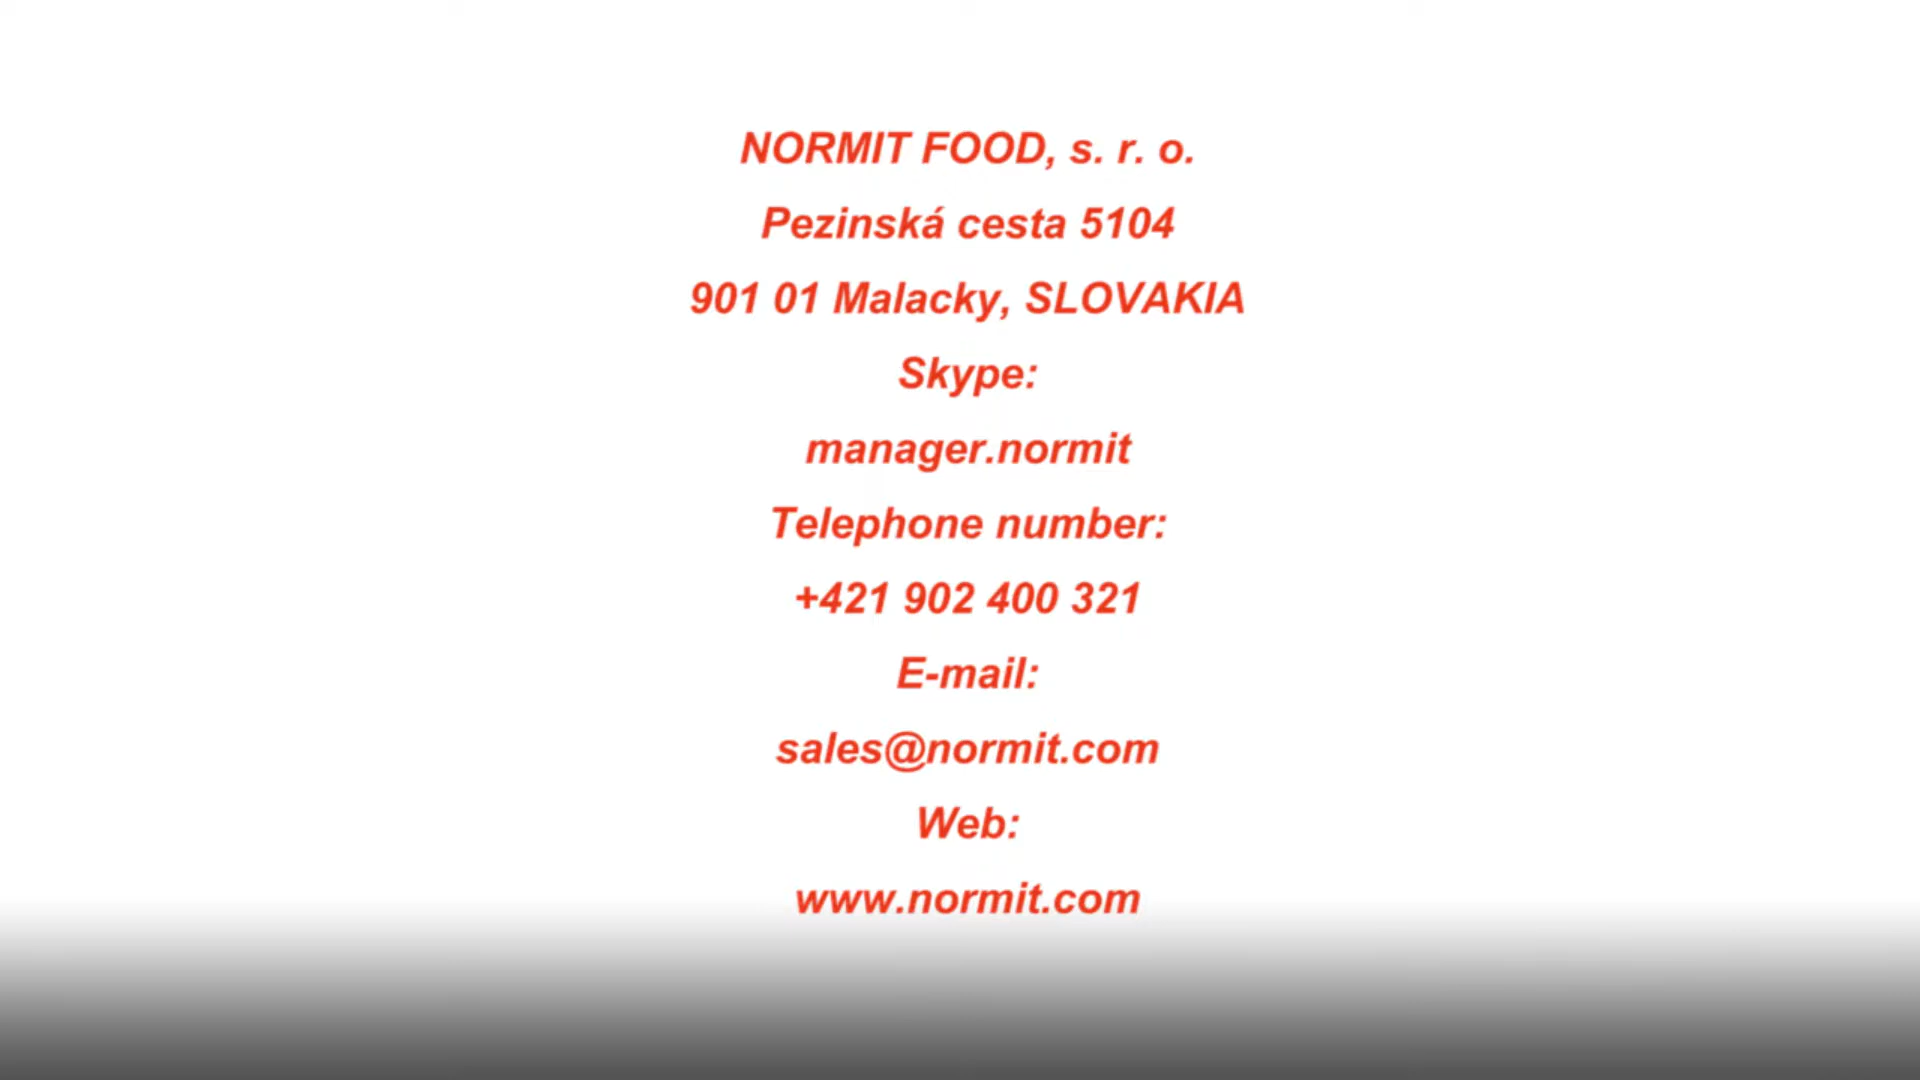 NORMIT FOOD, s. r. o.
Pezinská cesta 5104
901 01 Malacky, SLOVAKIA
Skype:
manager.normit
Telephone number:
+421 902 400 321
E-mail:
sales@normit.com
Web:
www.normit.com